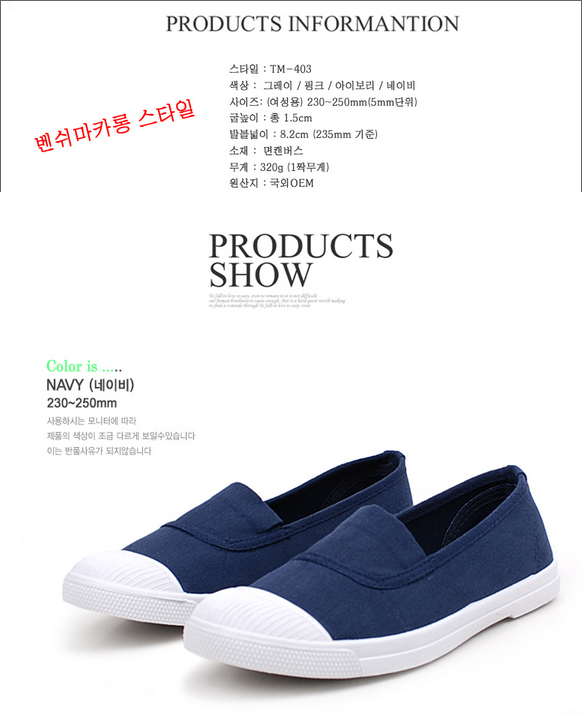 PRODUCTS INFORMANTION
스타일 : TM-403
색상 : 그레이 / 핑크 / 아이보리 / 네이비
사이즈: (여성용) 230~250mm(5mm단위)
굽높이 : 총 1.5cm
발볼넓이 : 8.2cm (235mm 기준)
소재 : 면캔버스
무게 : 320g (1짝무게)
원산지 : 국외OEM
벤쉬마카롱 스타일
PRODUCTS
SHOW
Color is .....
NAVY (네이비)
230~250mm
사용하시는 모니터에 따라
제품의 색상이 조금 다르게 보일수있습니다
이는 반품사유가 되지않습니다